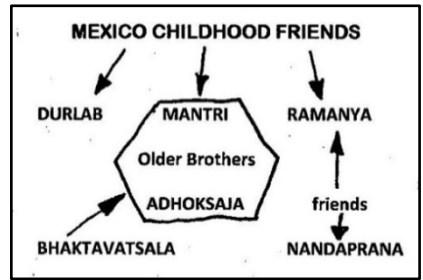 MEXICO CHILDHOOD FRIENDS
DURLAB MANTRI RAMANYA
Older Brothers
ADHOKSAJA friends
BHAKTAVATSALA NANDAPRANA